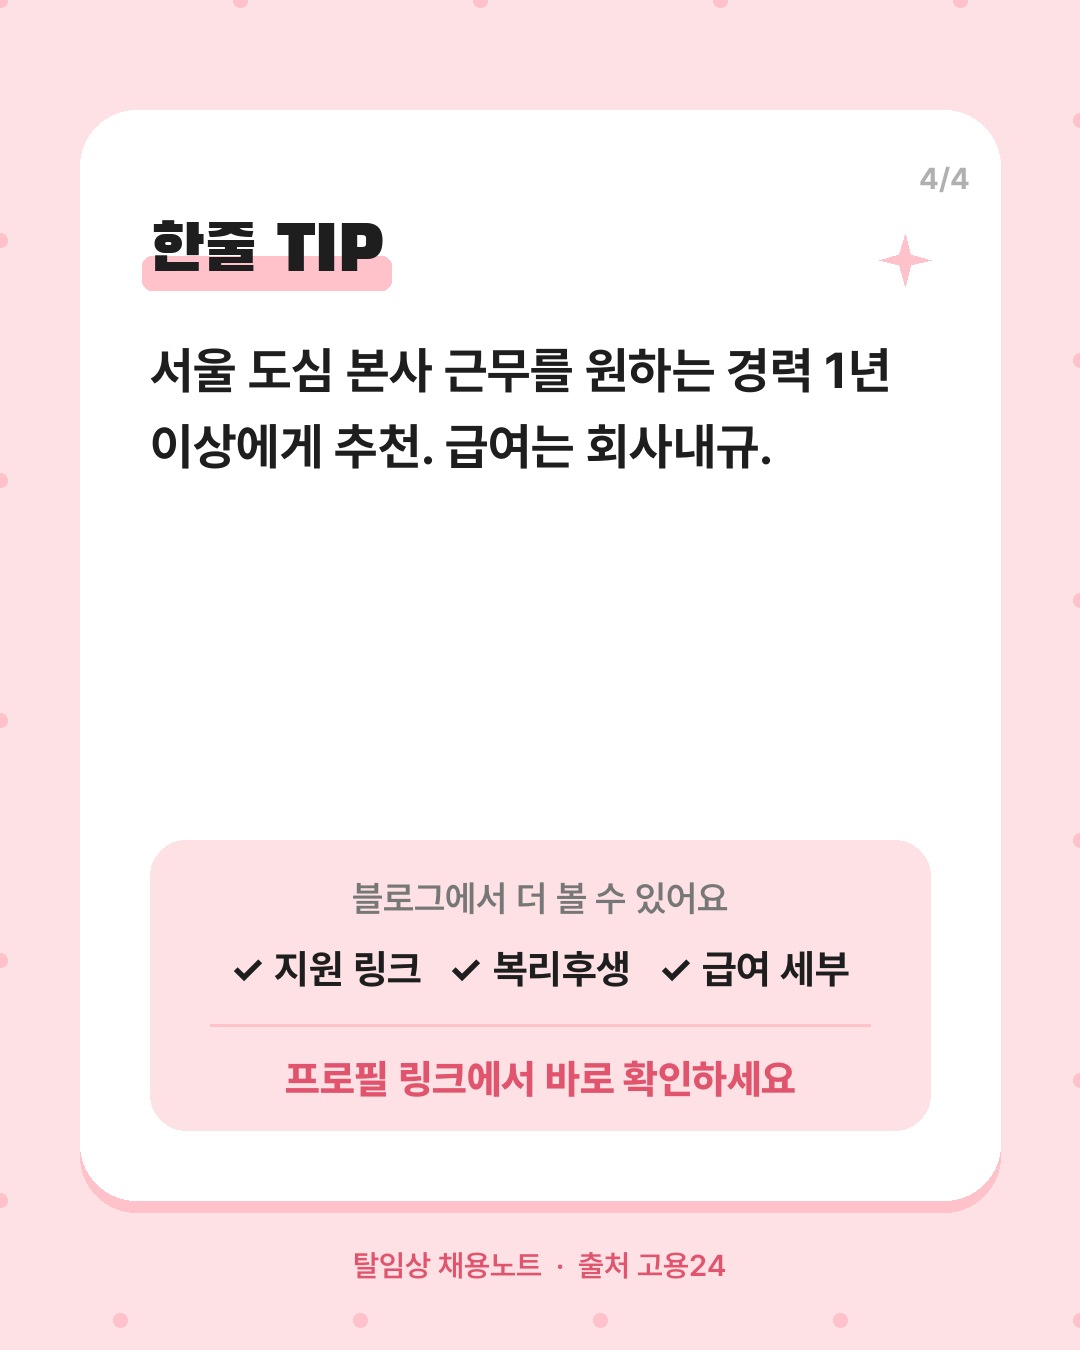 4/4
한줄 TIP
서울 도심 본사 근무를 원하는 경력 1년
이상에게 추천. 급여는 회사내규.
블로그에서 더 볼 수 있어요
✓ 지원 링크 ✓ 복리후생 ✓ 급여 세부
프로필 링크에서 바로 확인하세요
탈임상 채용노트 · 출처 고용24